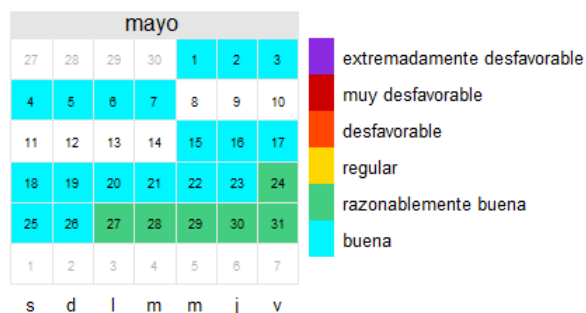 mayo
27 28 29 30 1 2 3
4 5 6 7 8 9 10
11 12 13 14 15 16 17
18 19 20 21 22 23 24
25 26 27 28 29 30 31
1 2 3 4 5 6 7
s d l m m j v
extremadamente desfavorable
muy desfavorable
desfavorable
regular
razonablemente buena
buena